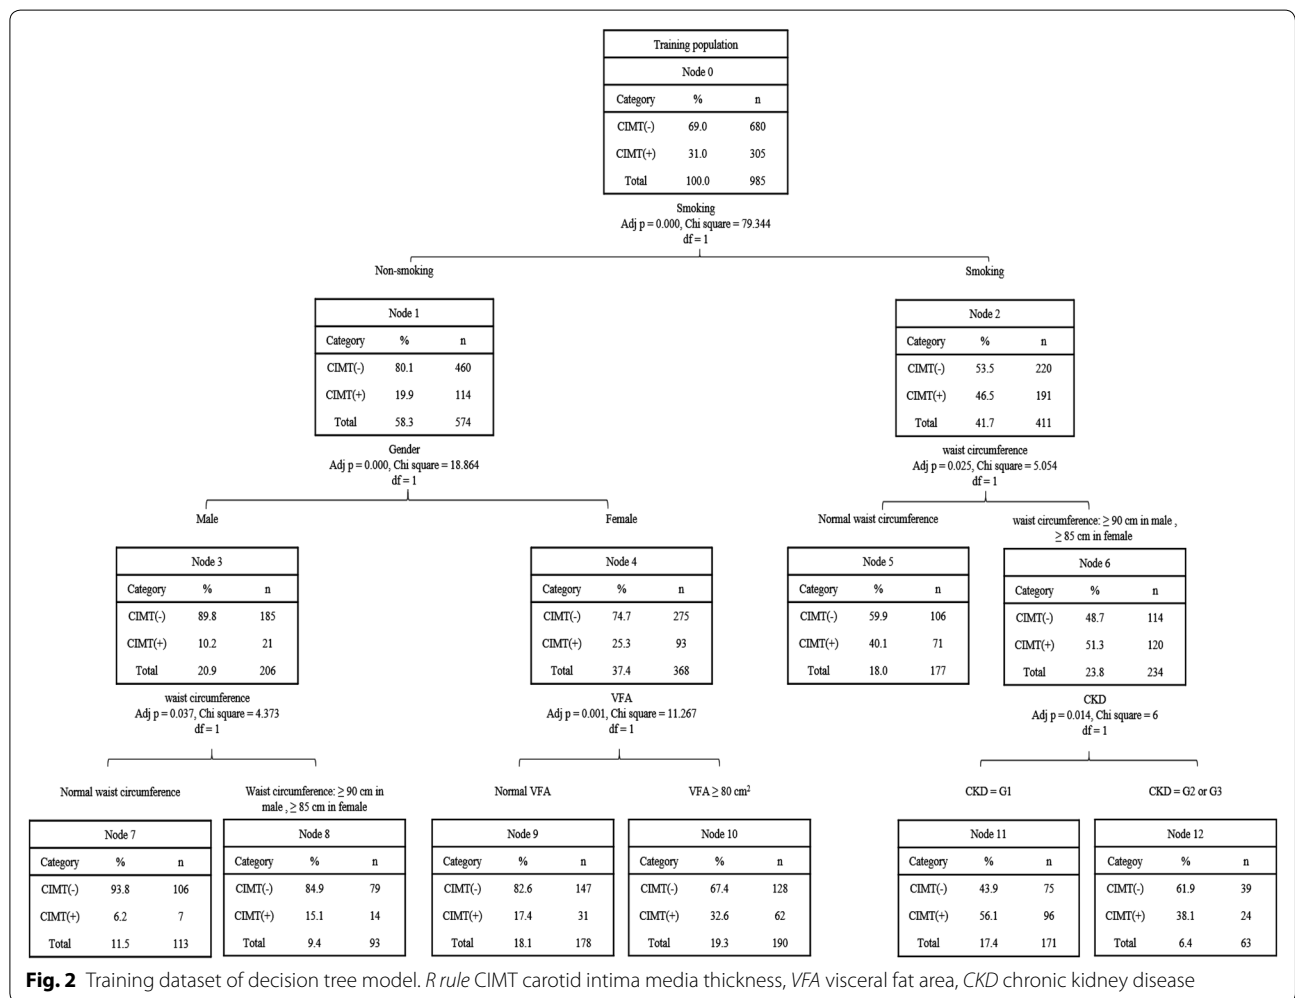 Training population
Node 0
Category % n
CIMT(-) 69.0 680
CIMT(+) 31.0 305
Total 100.0 985
Smoking
Adj p = 0.000, Chi square = 79.344
df = 1
Non-smoking
Smoking
Node 1
Category % n
CIMT(-) 80.1 460
CIMT(+) 19.9 114
Total 58.3 574
Gender
Adj p = 0.000, Chi square = 18.864
df = 1
Node 2
Category % n
CIMT(-) 53.5 220
CIMT(+) 46.5 191
Total 41.7 411
waist circumference
Adj p = 0.025, Chi square = 5.054
df = 1
Male
Female
Normal waist circumference
waist circumference: ≥ 90 cm in male ,
≥ 85 cm in female
Node 3
Category % n
CIMT(-) 89.8 185
CIMT(+) 10.2 21
Total 20.9 206
waist circumference
Adj p = 0.037, Chi square = 4.373
df = 1
Node 4
Category % n
CIMT(-) 74.7 275
CIMT(+) 25.3 93
Total 37.4 368
VFA
Adj p = 0.001, Chi square = 11.267
df = 1
Node 5
Category % n
CIMT(-) 59.9 106
CIMT(+) 40.1 71
Total 18.0 177
Node 6
Category % n
CIMT(-) 48.7 114
CIMT(+) 51.3 120
Total 23.8 234
CKD
Adj p = 0.014, Chi square = 6
df = 1
Normal waist circumference
Waist circumference: ≥ 90 cm in
male , ≥ 85 cm in female
Normal VFA
VFA ≥ 80 cm²
CKD = G1
CKD = G2 or G3
Node 7
Category % n
CIMT(-) 93.8 106
CIMT(+) 6.2 7
Total 11.5 113
Node 8
Category % n
CIMT(-) 84.9 79
CIMT(+) 15.1 14
Total 9.4 93
Node 9
Category % n
CIMT(-) 82.6 147
CIMT(+) 17.4 31
Total 18.1 178
Node 10
Category % n
CIMT(-) 67.4 128
CIMT(+) 32.6 62
Total 19.3 190
Node 11
Category % n
CIMT(-) 43.9 75
CIMT(+) 56.1 96
Total 17.4 171
Node 12
Categoy % n
CIMT(-) 61.9 39
CIMT(+) 38.1 24
Total 6.4 63
Fig. 2 Training dataset of decision tree model. R rule CIMT carotid intima media thickness, VFA visceral fat area, CKD chronic kidney disease